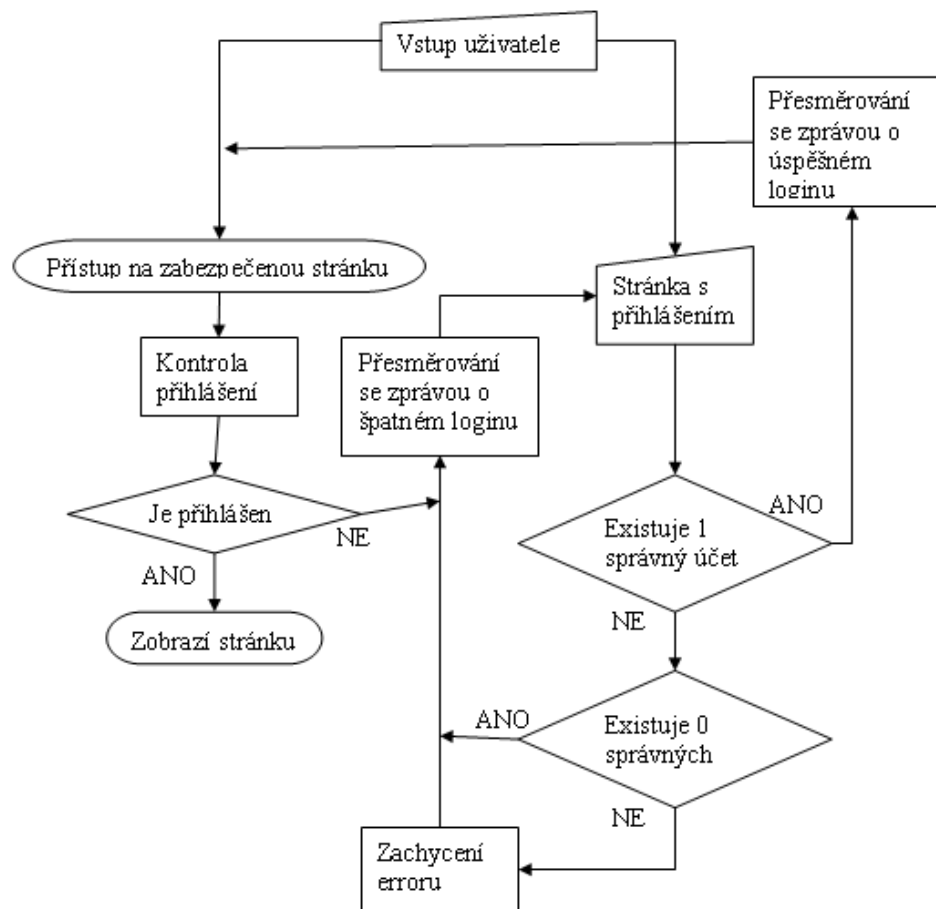 Vstup uživatele
Přesměrování
se zprávou o
úspěšném
loginu
Přístup na zabezpečenou stránku
Stránka s
přihlášením
Kontrola
přihlášení
Přesměrování
se zprávou o
špatném loginu
Je přihlášen
NE
ANO
Existuje 1
správný účet
ANO
NE
Zobrazí stránku
ANO
Existuje 0
správných
NE
Zachycení
erroru